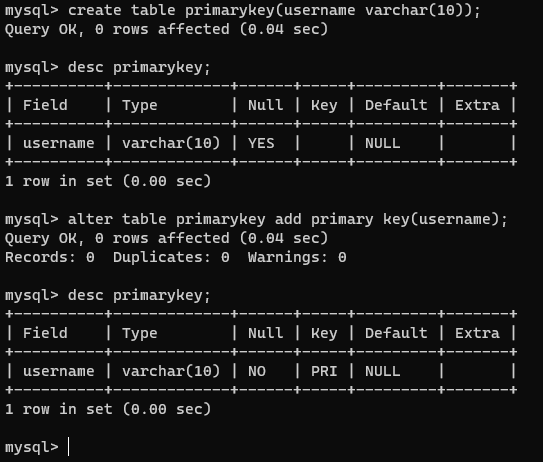 mysql> create table primarykey(username varchar(10));
Query OK, 0 rows affected (0.04 sec)
mysql> desc primarykey;
+----------+-------------+------+-----+---------+-------+
| Field    | Type        | Null | Key | Default | Extra |
+----------+-------------+------+-----+---------+-------+
| username | varchar(10) | YES  |     | NULL    |       |
+----------+-------------+------+-----+---------+-------+
1 row in set (0.00 sec)
mysql> alter table primarykey add primary key(username);
Query OK, 0 rows affected (0.04 sec)
Records: 0  Duplicates: 0  Warnings: 0
mysql> desc primarykey;
+----------+-------------+------+-----+---------+-------+
| Field    | Type        | Null | Key | Default | Extra |
+----------+-------------+------+-----+---------+-------+
| username | varchar(10) | NO   | PRI | NULL    |       |
+----------+-------------+------+-----+---------+-------+
1 row in set (0.00 sec)
mysql>